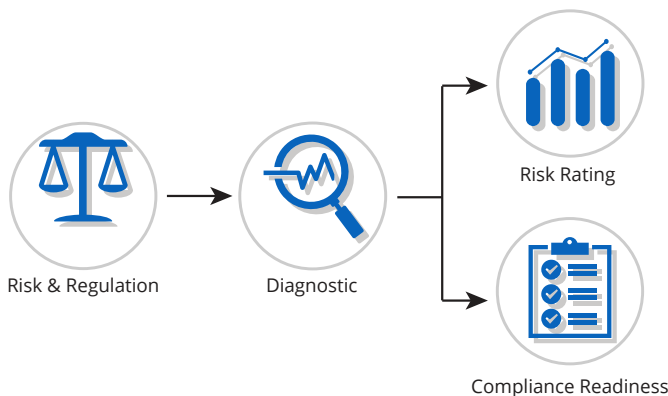 Risk & Regulation
Diagnostic
Risk Rating
Compliance Readiness